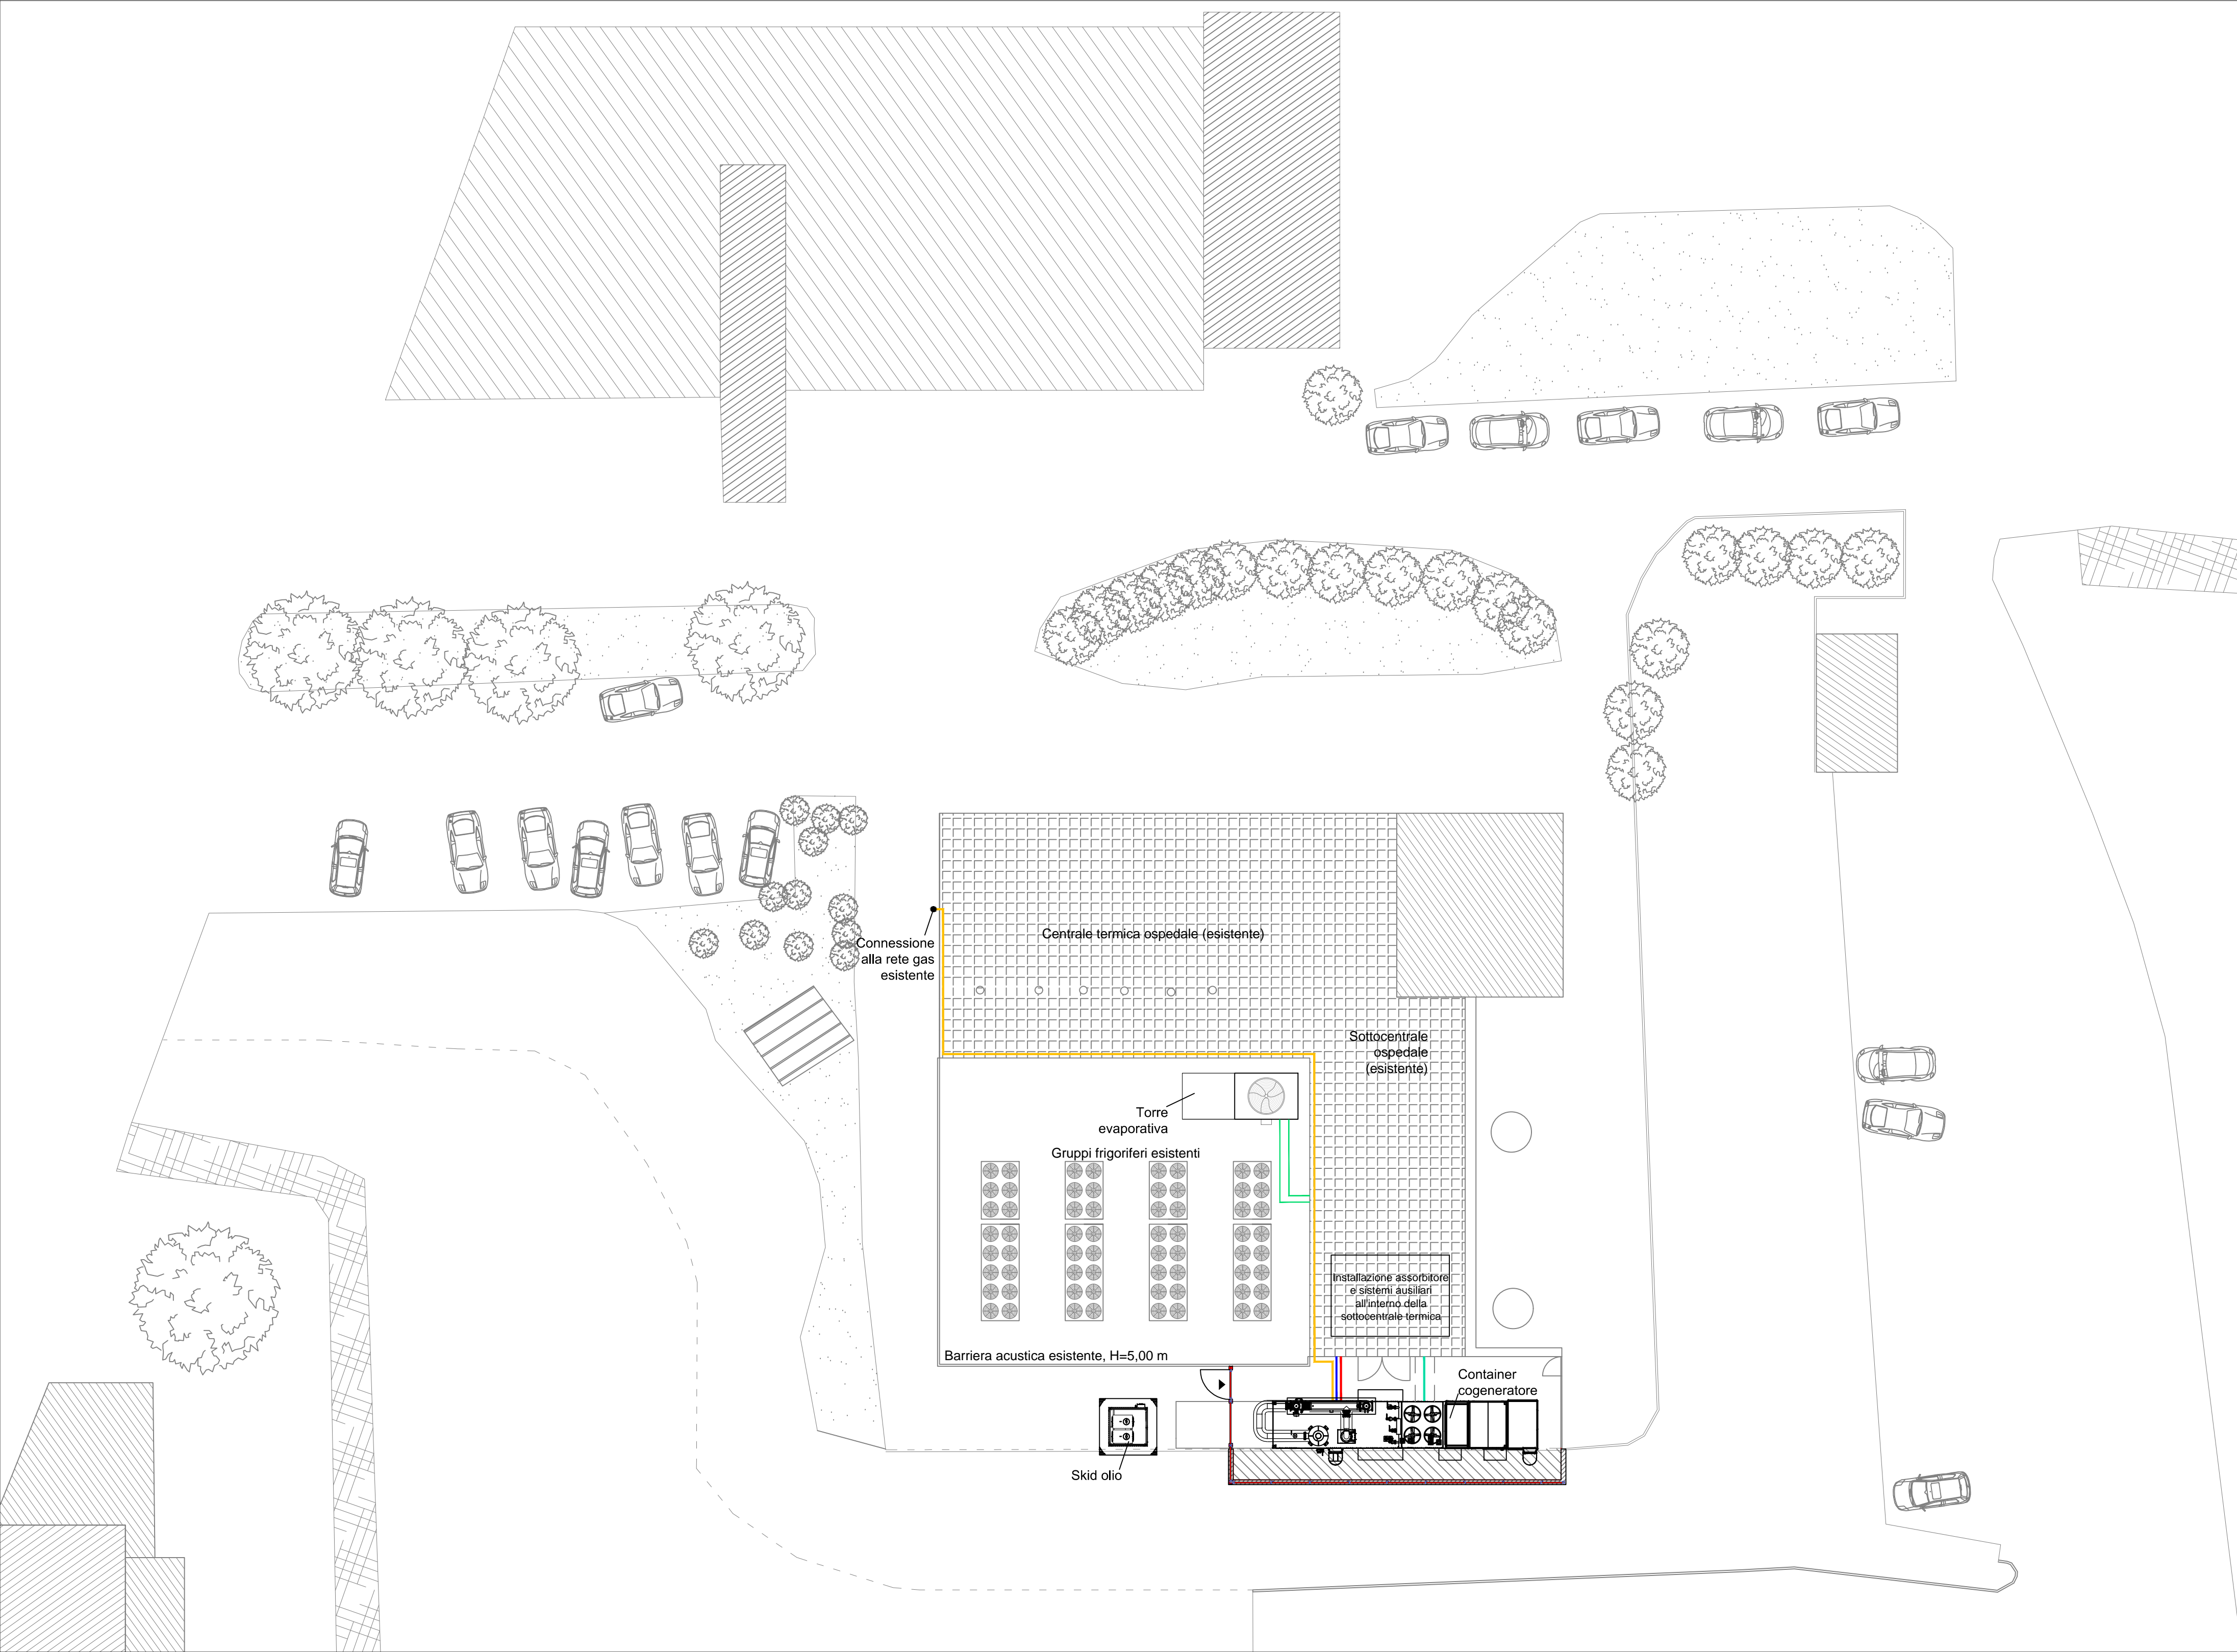 Centrale termica ospedale (esistente)
Connessione
alla rete gas
esistente
Sottocentrale
ospedale
(esistente)
Torre
evaporativa
Gruppi frigoriferi esistenti
Installazione assorbitore
e sistemi ausiliari
all'interno della
sottocentrale termica
Barriera acustica esistente, H=5,00 m
Container
cogeneratore
Skid olio